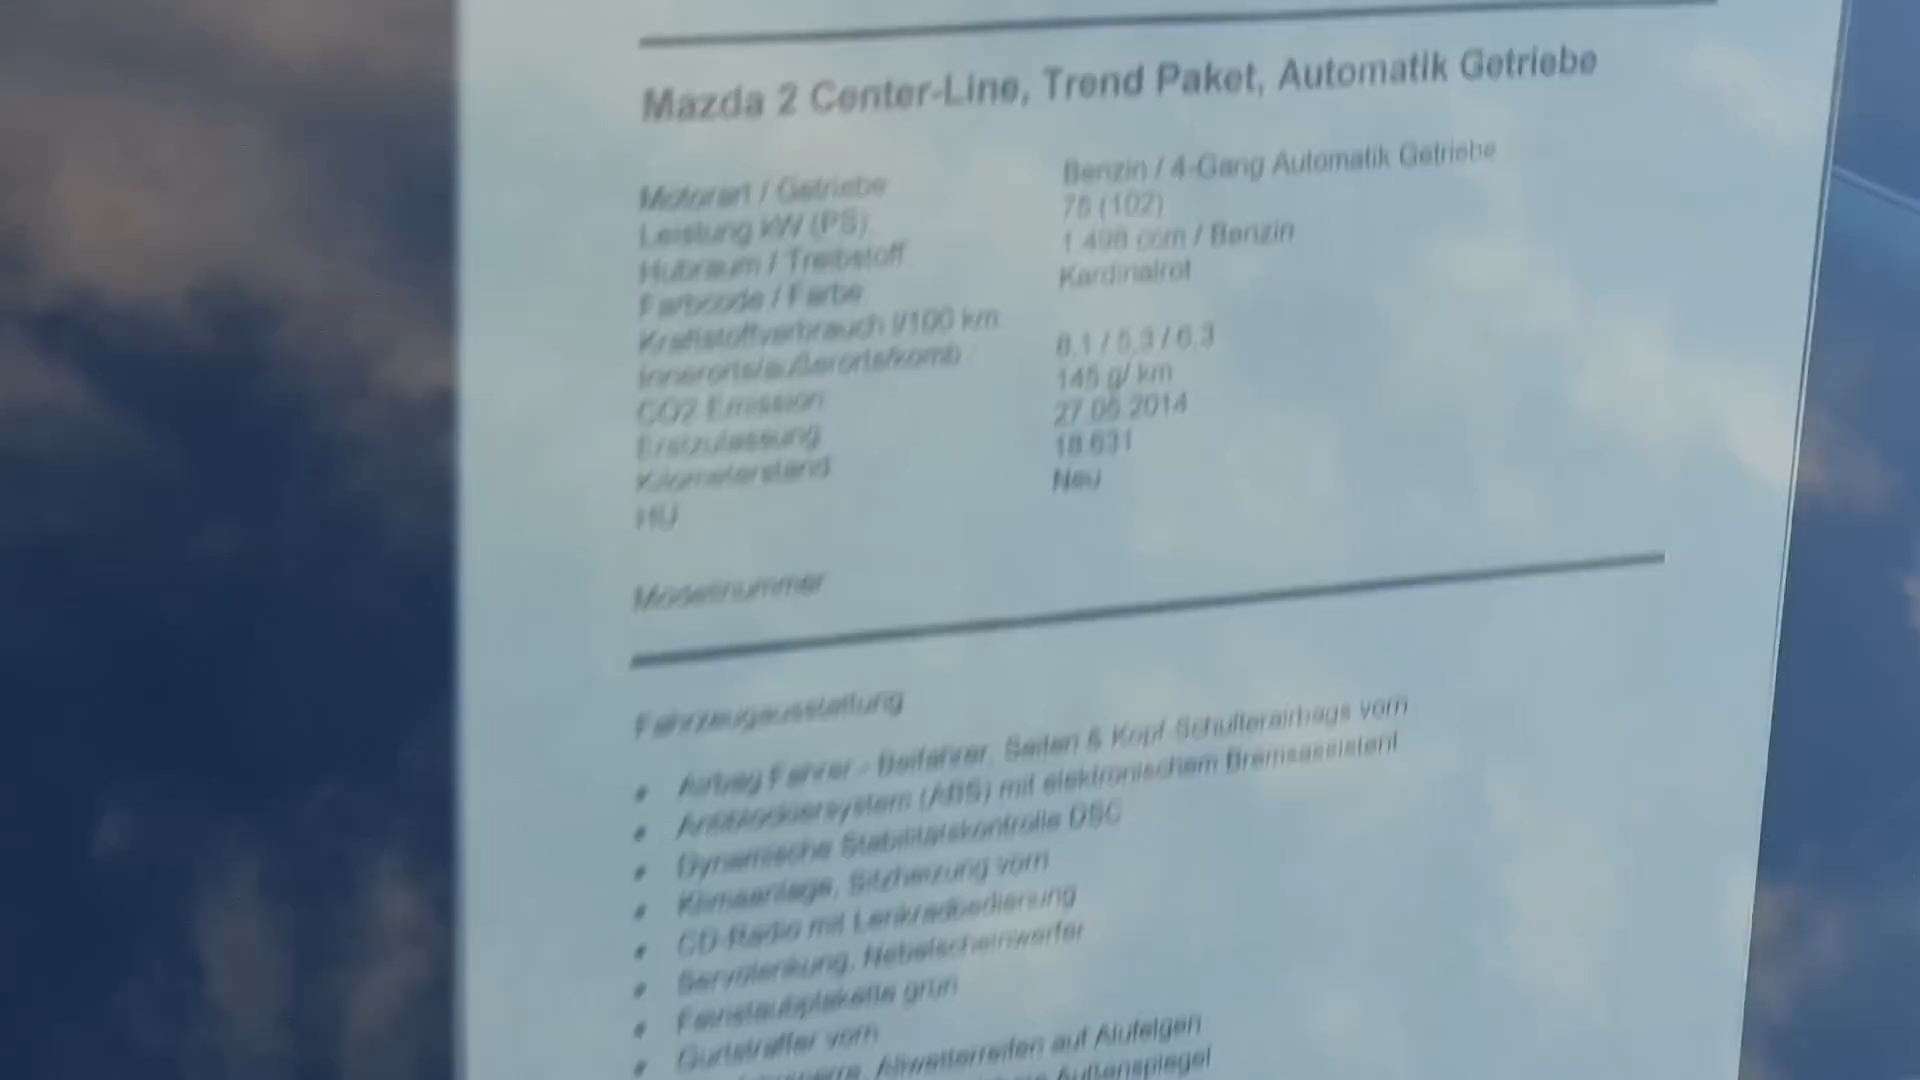 Mazda 2 Center-Line, Trend Paket, Automatik Getriebe
Motorart / Getriebe Benzin / 4-Gang Automatik Getriebe
Leistung kW (PS) 75 (102)
Hubraum / Treibstoff 1.498 ccm / Benzin
Farbcode / Farbe Kardinalrot
Kraftstoffverbrauch l/100 km
Innerorts/außerorts/komb 8,1 / 5,3 / 6,3
CO2 Emission 145 g/ km
Erstzulassung 27.05.2014
Kilometerstand 18.631
HU Neu
Modellnummer
Fahrzeugausstattung
• Airbag Fahrer - Beifahrer, Seiten & Kopf-Schulterairbags vorn
• Antiblockiersystem (ABS) mit elektronischem Bremsassistent
• Dynamische Stabilitätskontrolle DSC
• Klimaanlage, Sitzheizung vorn
• CD-Radio mit Lenkradbedienung
• Servolenkung, Nebelscheinwerfer
• Feinstaubplakette grün
• Gurtstraffer vorn
• Allwetterreifen auf Alufelgen
Außenspiegel